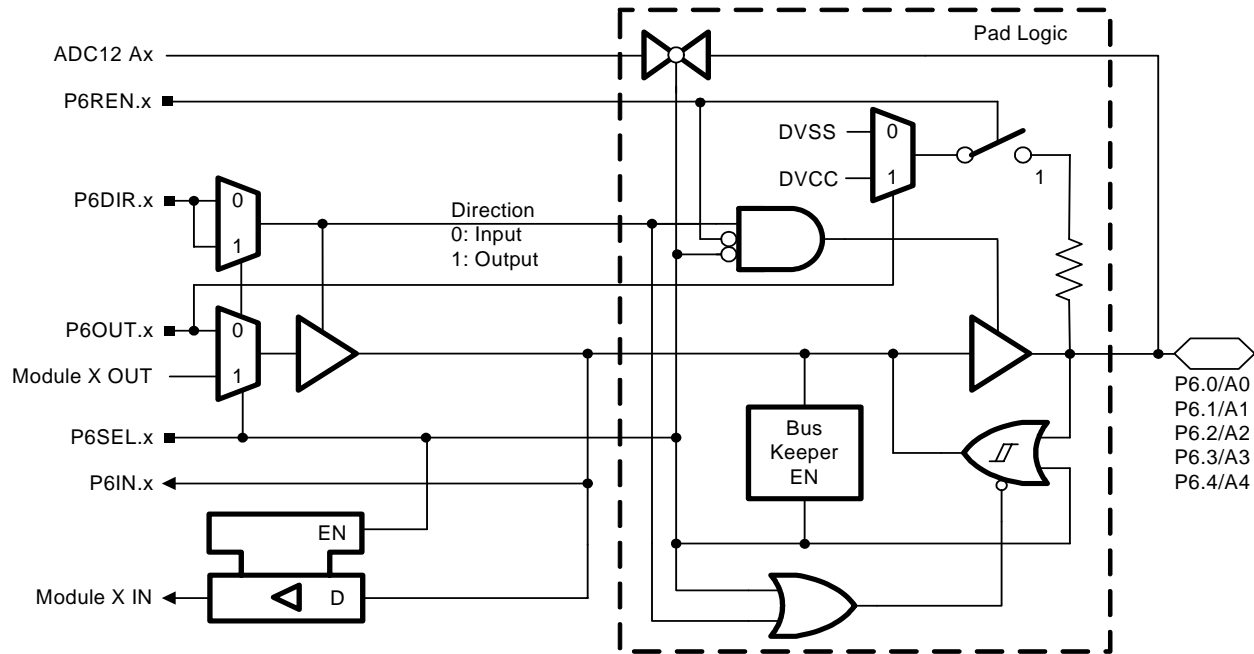 Pad Logic
ADC12 Ax
P6REN.x
DVSS
0
DVCC
1
1
P6DIR.x
0
1
Direction
0: Input
1: Output
P6OUT.x
0
Module X OUT
1
P6.0/A0
P6.1/A1
P6.2/A2
P6.3/A3
P6.4/A4
P6SEL.x
Bus
Keeper
EN
P6IN.x
EN
Module X IN
D